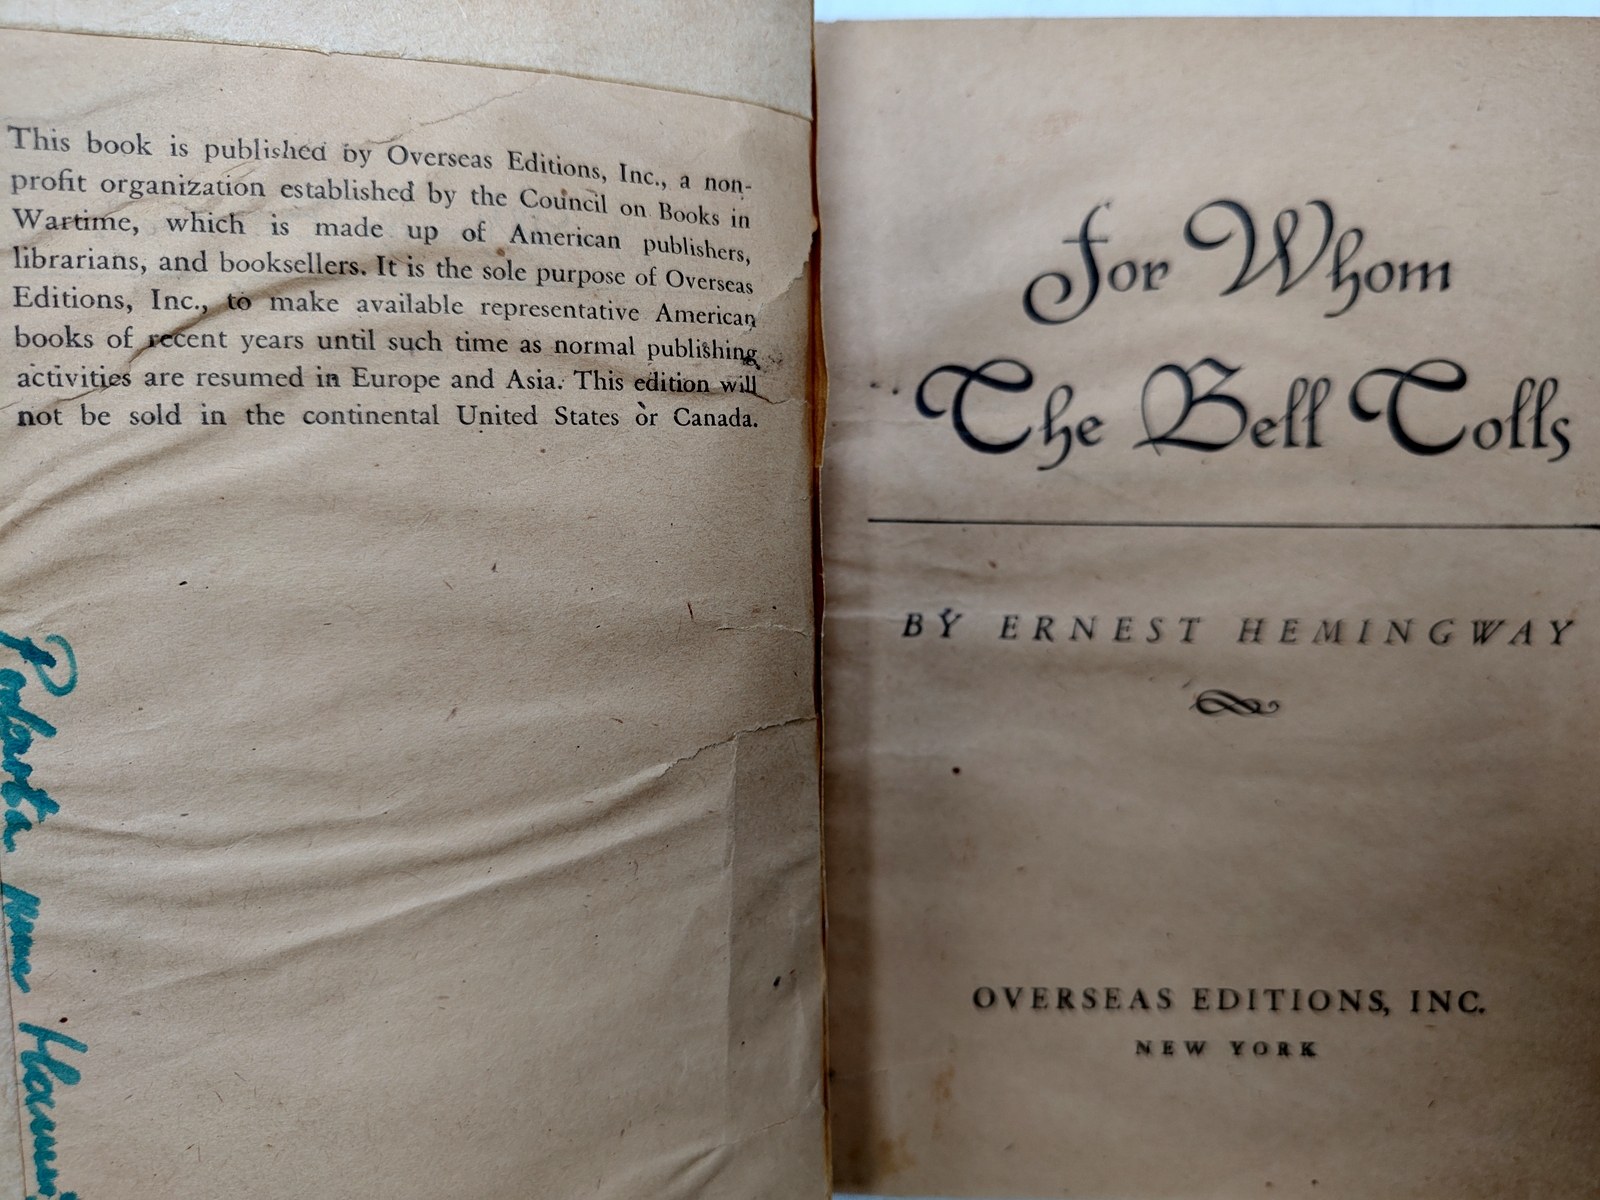 This book is published by Overseas Editions, Inc., a non-
profit organization established by the Council on Books in
Wartime, which is made up of American publishers,
librarians, and booksellers. It is the sole purpose of Overseas
Editions, Inc., to make available representative American
books of recent years until such time as normal publishing
activities are resumed in Europe and Asia. This edition will
not be sold in the continental United States or Canada.
For Whom
The Bell Tolls
BY ERNEST HEMINGWAY
OVERSEAS EDITIONS, INC.
NEW YORK